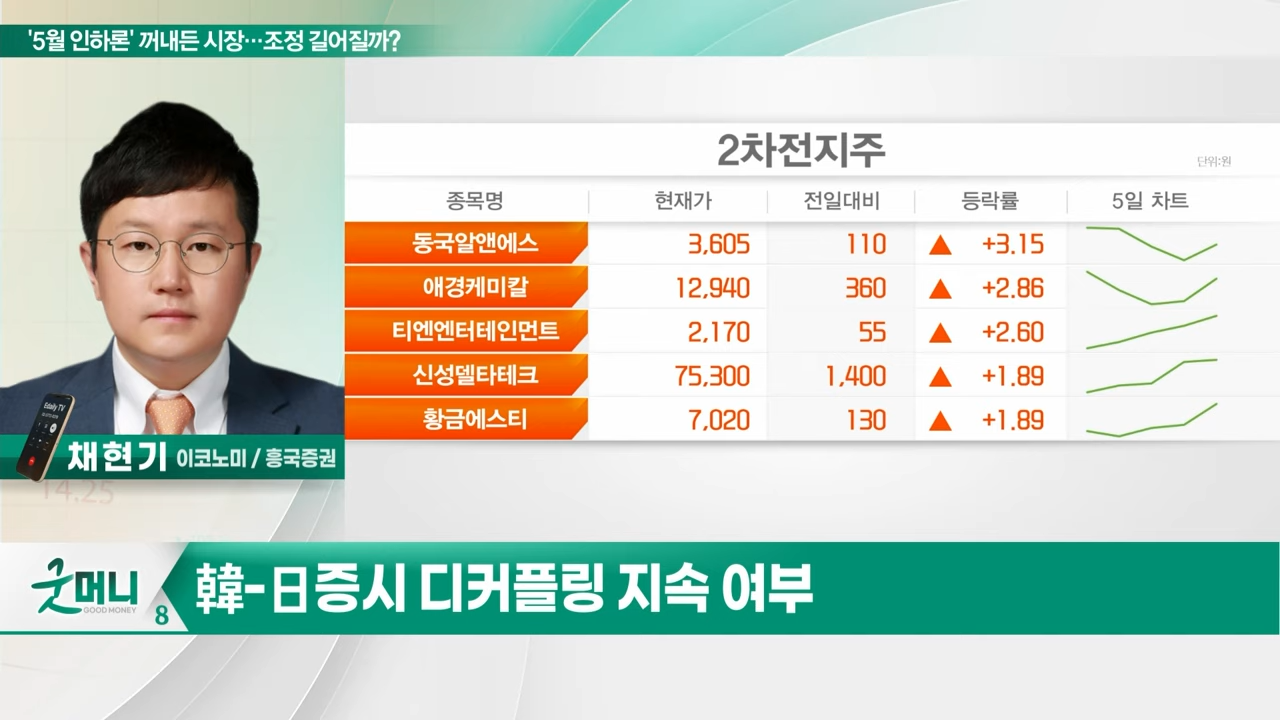 '5월 인하론' 꺼내든 시장…조정 길어질까?
2차전지주
단위:원
종목명 현재가 전일대비 등락률 5일 차트
동국알앤에스 3,605 110 ▲ +3.15
애경케미칼 12,940 360 ▲ +2.86
티엔엔터테인먼트 2,170 55 ▲ +2.60
신성델타테크 75,300 1,400 ▲ +1.89
황금에스티 7,020 130 ▲ +1.89
Edaily TV
채현기 이코노미 / 흥국증권
14.25
굿머니
GOOD MONEY
8
韓-日증시 디커플링 지속 여부